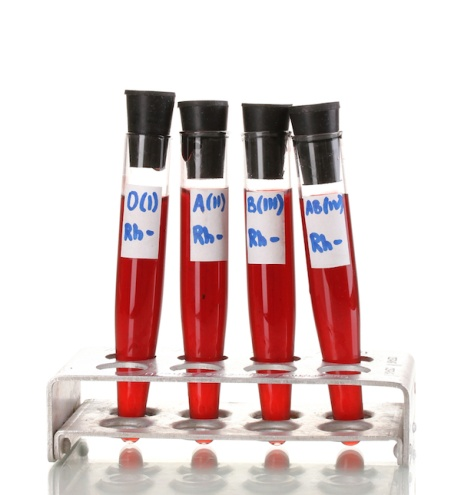 O(I)
Rh-
A(II)
Rh-
B(III)
Rh-
AB(IV)
Rh-